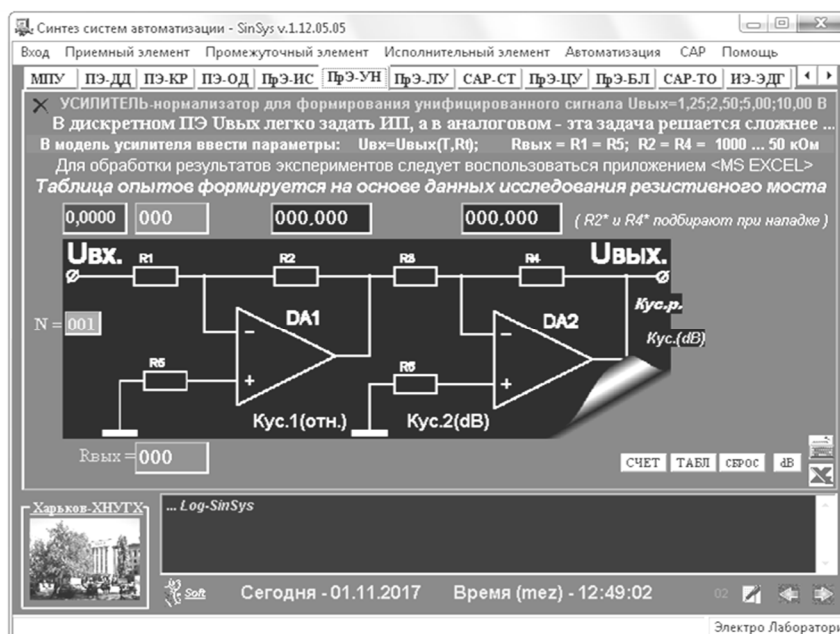 Синтез систем автоматизации - SinSys v.1.12.05.05
Вход Приемный элемент Промежуточный элемент Исполнительный элемент Автоматизация САР Помощь
МПУ ПЭ-ДД ПЭ-КР ПЭ-ОД ПрЭ-ИС ПрЭ-УН ПрЭ-ЛУ САР-СТ ПрЭ-ЦУ ПрЭ-БЛ САР-ТО ИЭ-ЭДГ
УСИЛИТЕЛЬ-нормализатор для формирования унифицированного сигнала Uвых=1,25;2,50;5,00;10,00 В
В дискретном ПЭ Uвых легко задать ИП, а в аналоговом - эта задача решается сложнее ...
В модель усилителя ввести параметры: Uвх=Uвых(T,Rt); Rвых = R1 = R5; R2 = R4 = 1000 ... 50 кОм
Для обработки результатов экспериментов следует воспользоваться приложением <MS EXCEL>
Таблица опытов формируется на основе данных исследования резистивного моста
0,0000 000 000,000 000,000 ( R2* и R4* подбирают при наладке )
Uвх. Uвых.
R1 R2 R3 R4
Кус.р.
N = 001 DA1 DA2
Кус.(dB)
R5 R6
Кус.1(отн.) Кус.2(dB)
Rвых = 000
СЧЕТ ТАБЛ СБРОС dB
Харьков-ХНУГХ
... Log-SinSys
Soft Сегодня - 01.11.2017 Время (mez) - 12:49:02 02
Электро Лаборатори